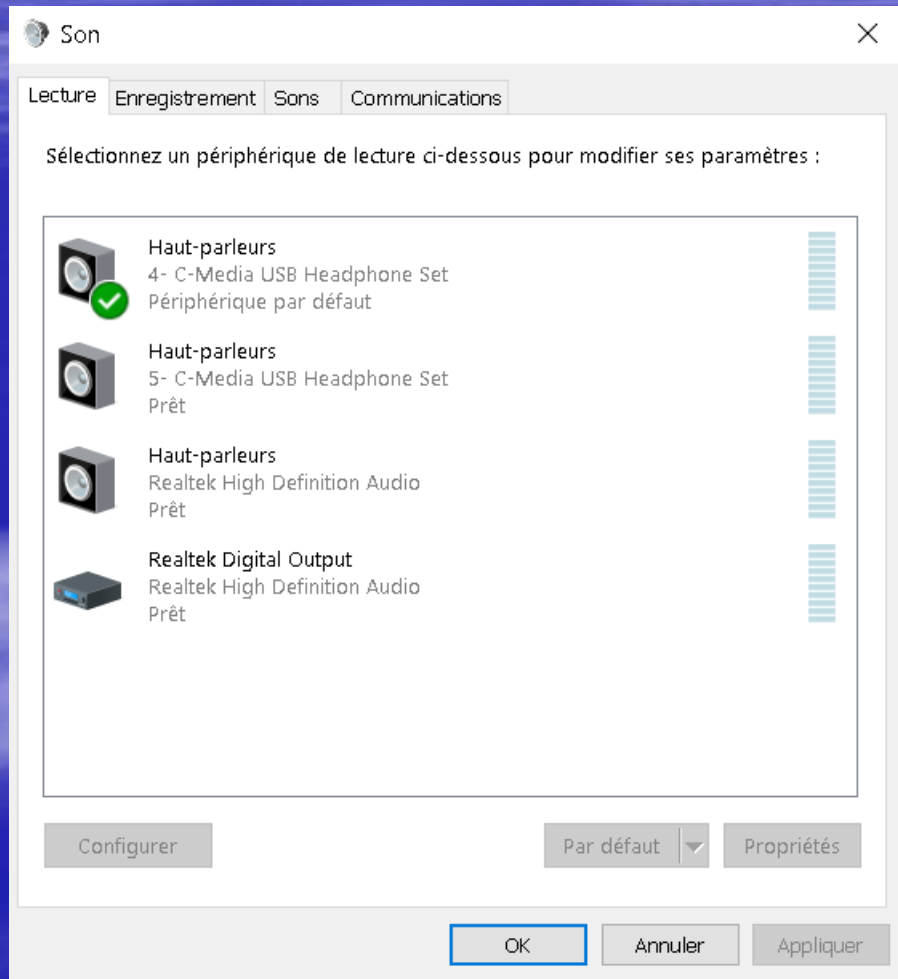 Son
Lecture Enregistrement Sons Communications
Sélectionnez un périphérique de lecture ci-dessous pour modifier ses paramètres :
Haut-parleurs
4- C-Media USB Headphone Set
Périphérique par défaut
Haut-parleurs
5- C-Media USB Headphone Set
Prêt
Haut-parleurs
Realtek High Definition Audio
Prêt
Realtek Digital Output
Realtek High Definition Audio
Prêt
Configurer Par défaut Propriétés
OK Annuler Appliquer